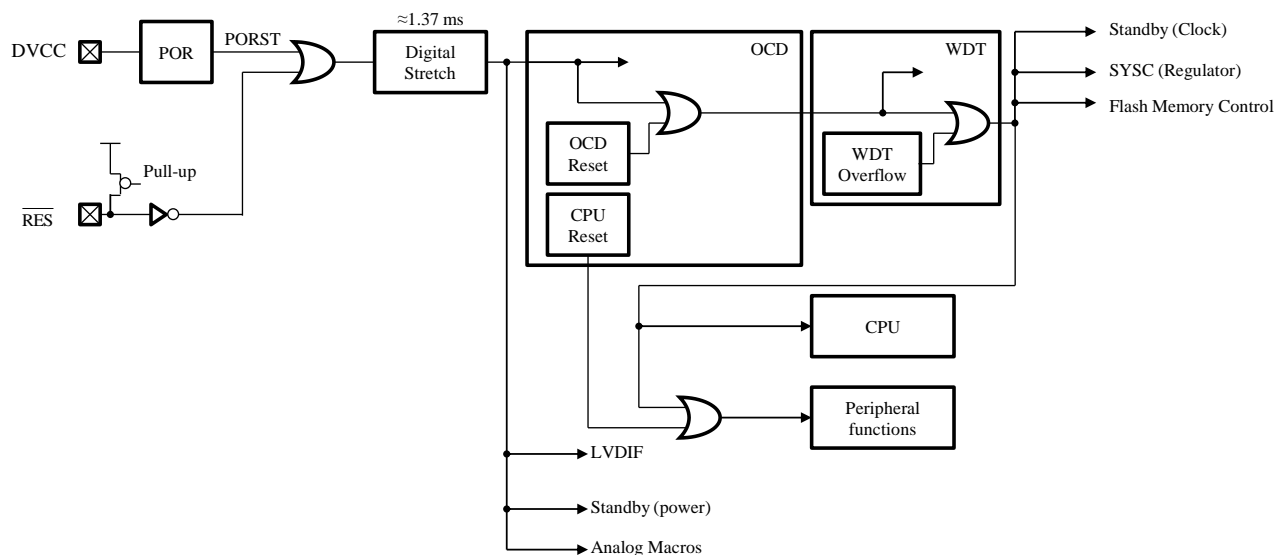 ≈1.37 ms
DVCC
POR
PORST
Digital
Stretch
OCD
WDT
Standby (Clock)
SYSC (Regulator)
Flash Memory Control
OCD
Reset
WDT
Overflow
Pull-up
RES
CPU
Reset
CPU
Peripheral
functions
LVDIF
Standby (power)
Analog Macros